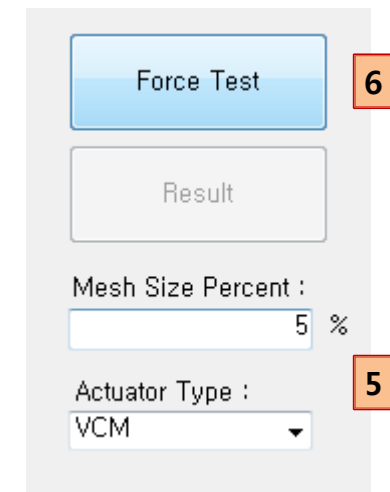 Force Test
6
Result
Mesh Size Percent :
5 %
Actuator Type :
5
VCM